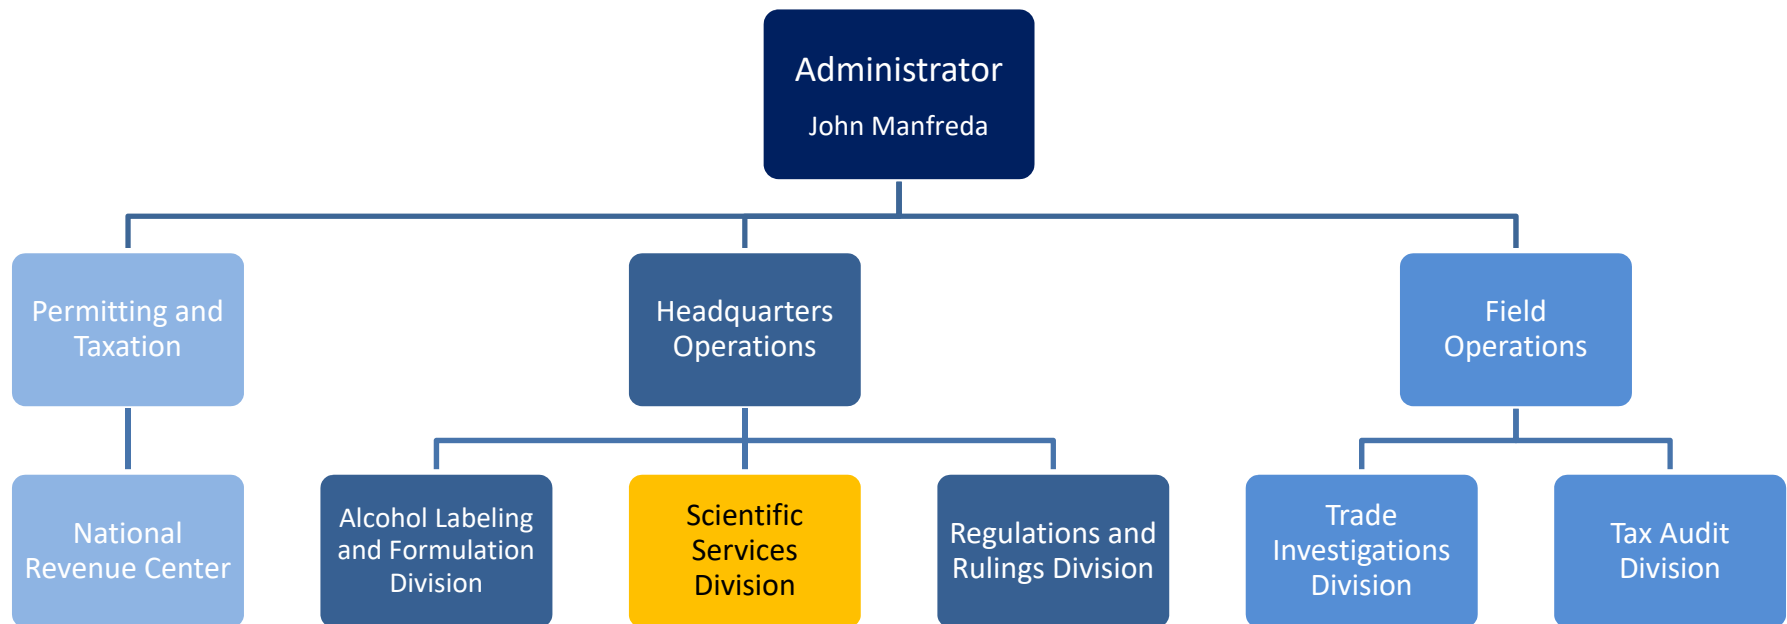 Administrator
John Manfreda
Permitting and
Taxation
Headquarters
Operations
Field
Operations
National
Revenue Center
Alcohol Labeling
and Formulation
Division
Scientific
Services
Division
Regulations and
Rulings Division
Trade
Investigations
Division
Tax Audit
Division